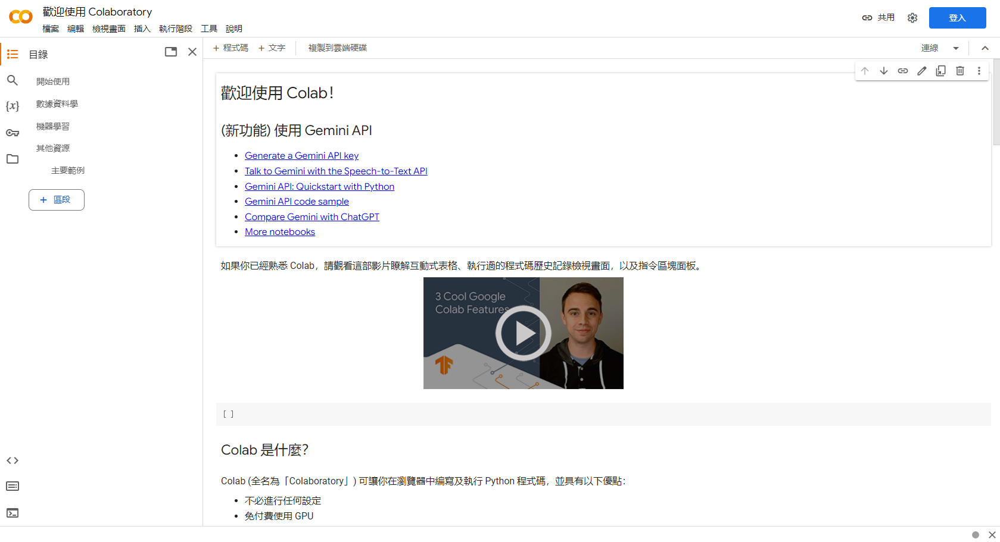 歡迎使用 Colaboratory
檔案 編輯 檢視畫面 插入 執行階段 工具 說明
共用
登入
目錄
開始使用
數據資料學
機器學習
其他資源
主要範例
+ 區段
+ 程式碼 + 文字 複製到雲端硬碟
連線
歡迎使用 Colab!
(新功能) 使用 Gemini API
• Generate a Gemini API key
• Talk to Gemini with the Speech-to-Text API
• Gemini API: Quickstart with Python
• Gemini API code sample
• Compare Gemini with ChatGPT
• More notebooks
如果你已經熟悉 Colab，請觀看這部影片瞭解互動式表格、執行過的程式碼歷史記錄檢視畫面，以及指令區塊面板。
3 Cool Google
Colab Features
[ ]
Colab 是什麼？
Colab (全名為「Colaboratory」) 可讓你在瀏覽器中編寫及執行 Python 程式碼，並具有以下優點：
• 不必進行任何設定
• 免付費使用 GPU